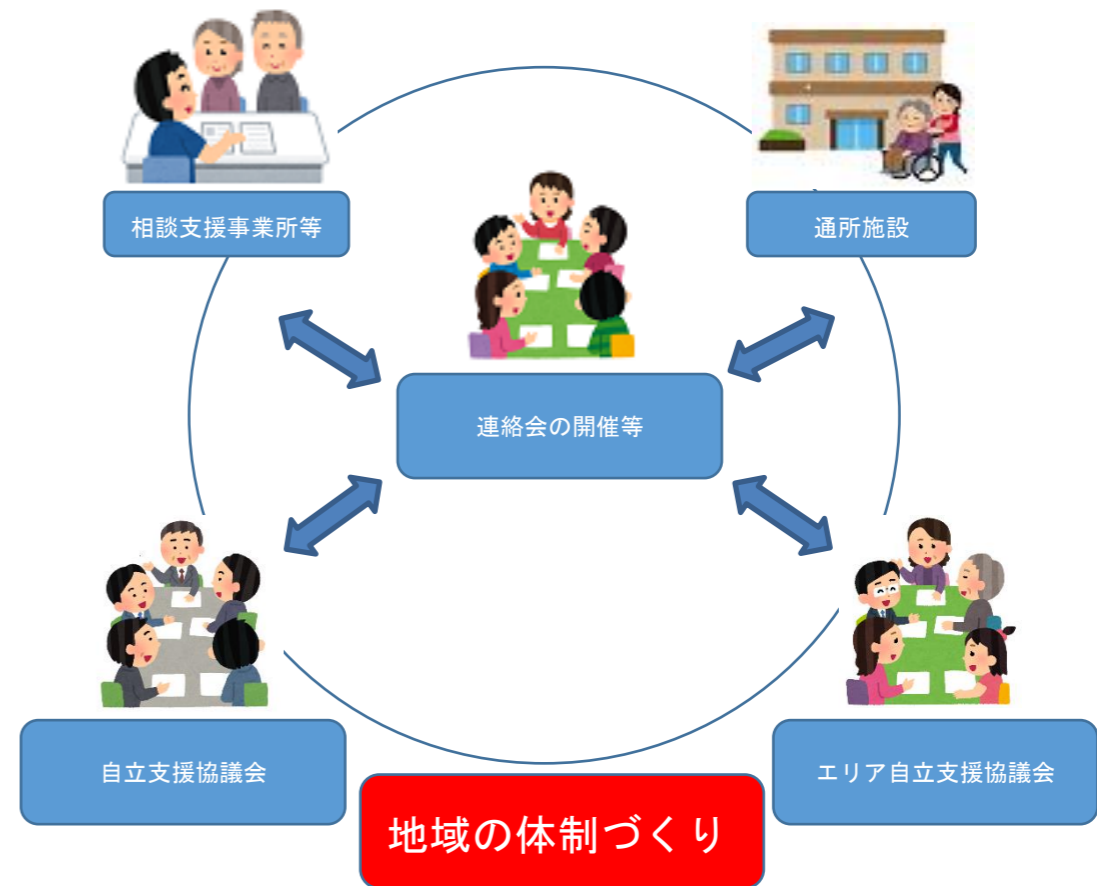 相談支援事業所等
通所施設
連絡会の開催等
自立支援協議会
エリア自立支援協議会
地域の体制づくり